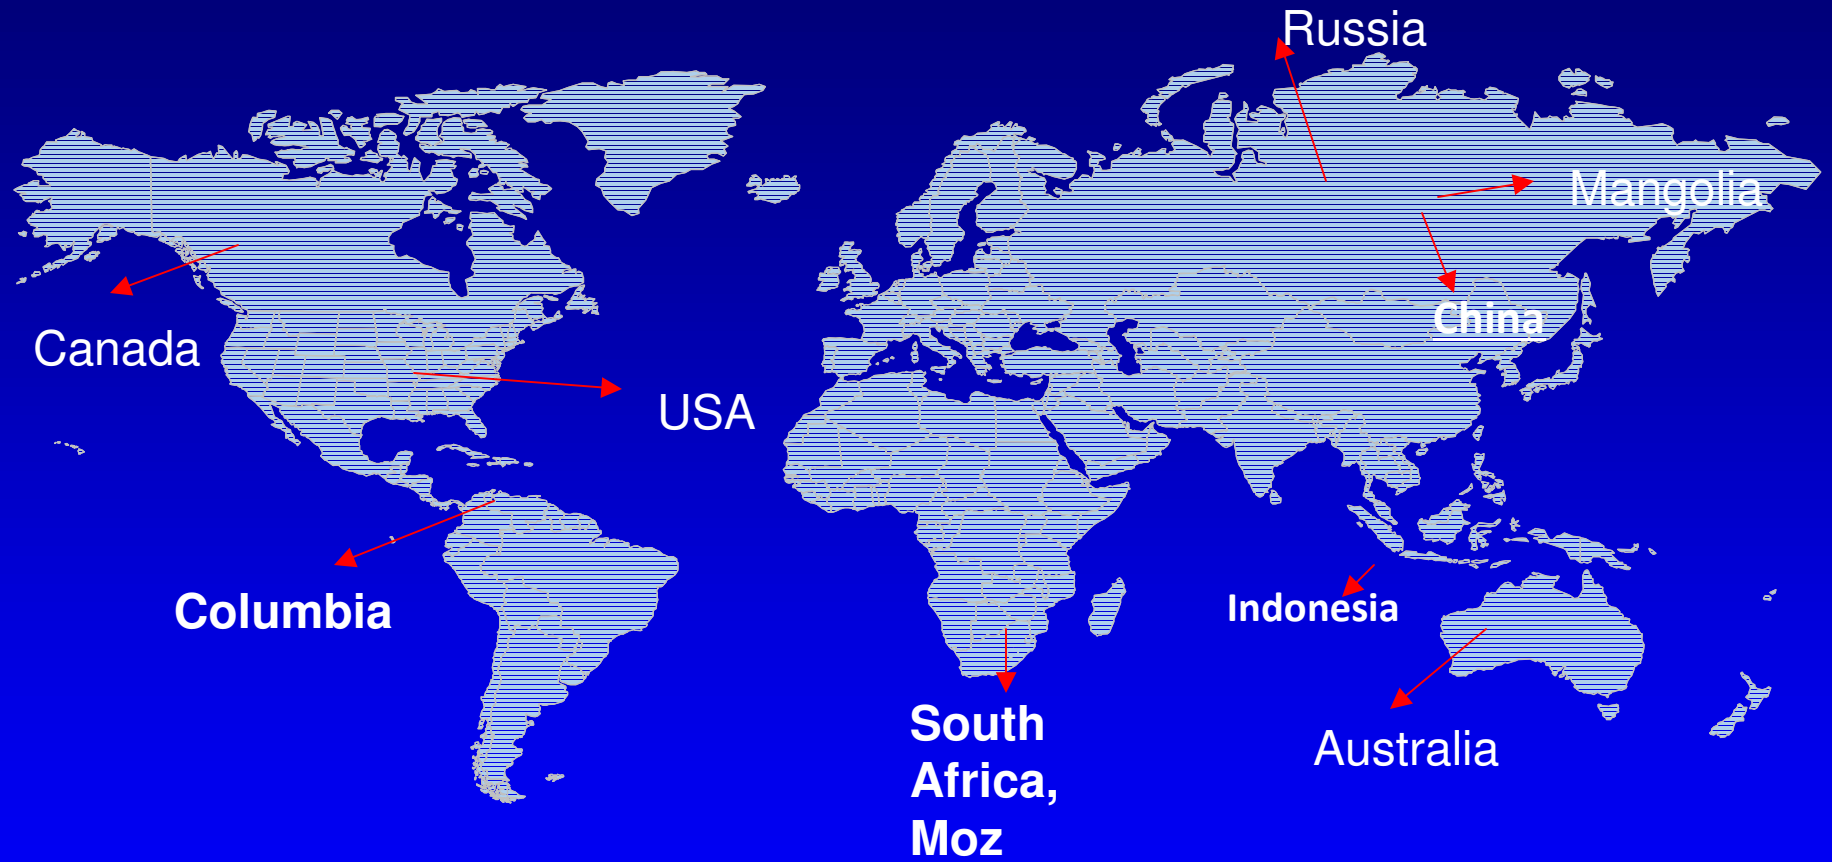 Russia
Mangolia
China
Canada
USA
Columbia
Indonesia
South
Africa,
Moz
Australia